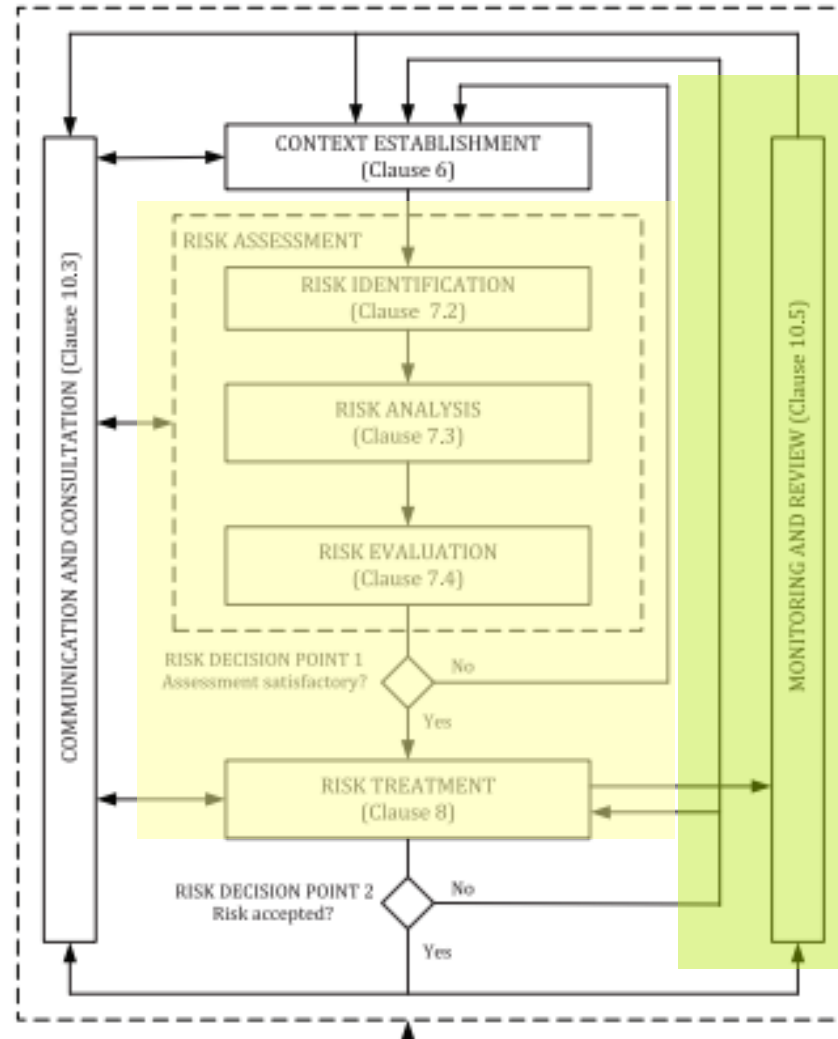 CONTEXT ESTABLISHMENT
(Clause 6)
RISK ASSESSMENT
RISK IDENTIFICATION
(Clause 7.2)
RISK ANALYSIS
(Clause 7.3)
RISK EVALUATION
(Clause 7.4)
RISK DECISION POINT 1
Assessment satisfactory?
No
Yes
RISK TREATMENT
(Clause 8)
RISK DECISION POINT 2
Risk accepted?
No
Yes
COMMUNICATION AND CONSULTATION (Clause 10.3)
MONITORING AND REVIEW (Clause 10.5)